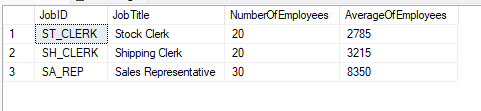 JobID JobTitle NumberOfEmployees AverageOfEmployees
1 ST_CLERK Stock Clerk 20 2785
2 SH_CLERK Shipping Clerk 20 3215
3 SA_REP Sales Representative 30 8350